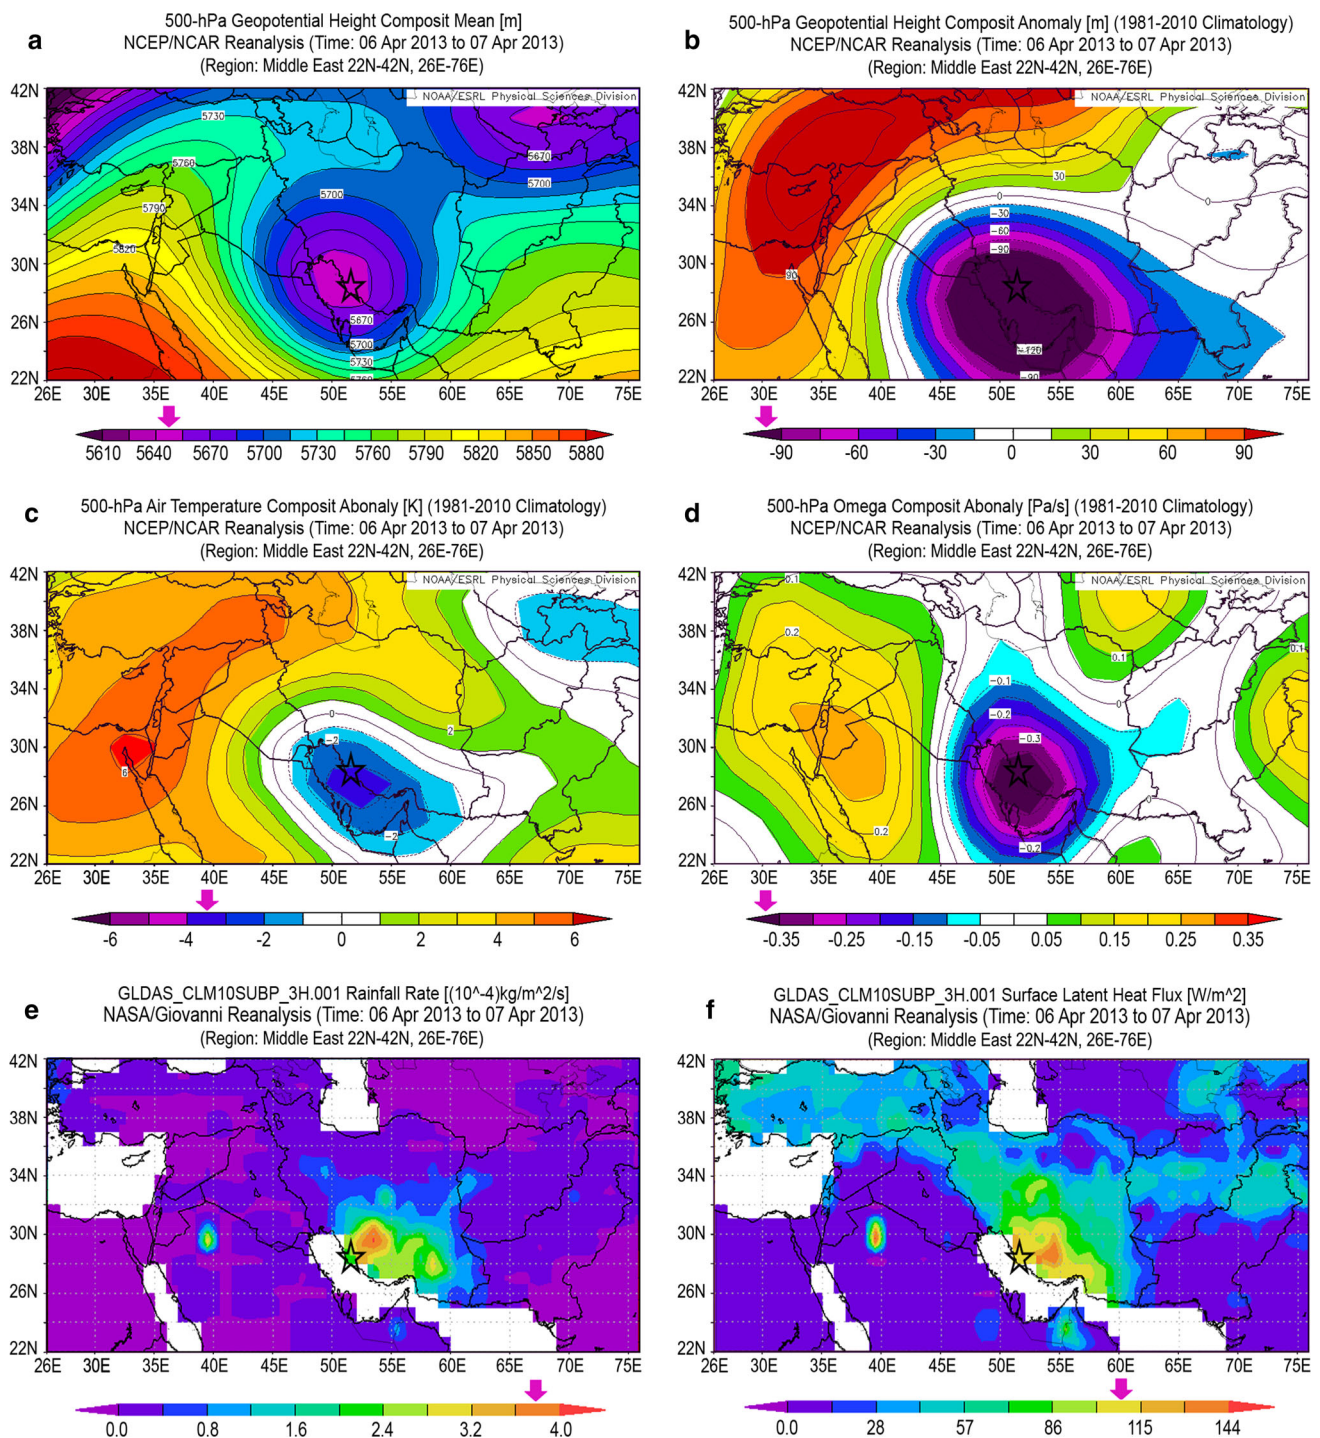 a
500-hPa Geopotential Height Composit Mean [m]
NCEP/NCAR Reanalysis (Time: 06 Apr 2013 to 07 Apr 2013)
(Region: Middle East 22N-42N, 26E-76E)
NOAA/ESRL Physical Sciences Division
42N
38N
34N
30N
26N
22N
5730
5760
5790
5820
5700
5670
5700
5670
5700
5730
5760
26E 30E 35E 40E 45E 50E 55E 60E 65E 70E 75E
5610 5640 5670 5700 5730 5760 5790 5820 5850 5880
b
500-hPa Geopotential Height Composit Anomaly [m] (1981-2010 Climatology)
NCEP/NCAR Reanalysis (Time: 06 Apr 2013 to 07 Apr 2013)
(Region: Middle East 22N-42N, 26E-76E)
NOAA/ESRL Physical Sciences Division
42N
38N
34N
30N
26N
22N
30
0
0
-30
-60
-90
90
-120
-90
26E 30E 35E 40E 45E 50E 55E 60E 65E 70E 75E
-90 -60 -30 0 30 60 90
c
500-hPa Air Temperature Composit Abonaly [K] (1981-2010 Climatology)
NCEP/NCAR Reanalysis (Time: 06 Apr 2013 to 07 Apr 2013)
(Region: Middle East 22N-42N, 26E-76E)
NOAA/ESRL Physical Sciences Division
42N
38N
34N
30N
26N
22N
0
2
-2
6
-2
26E 30E 35E 40E 45E 50E 55E 60E 65E 70E 75E
-6 -4 -2 0 2 4 6
d
500-hPa Omega Composit Abonaly [Pa/s] (1981-2010 Climatology)
NCEP/NCAR Reanalysis (Time: 06 Apr 2013 to 07 Apr 2013)
(Region: Middle East 22N-42N, 26E-76E)
NOAA/ESRL Physical Sciences Division
42N
38N
34N
30N
26N
22N
0.1
0.2
0.1
0.1
-0.1
0
-0.2
-0.3
0
0.2
-0.2
26E 30E 35E 40E 45E 50E 55E 60E 65E 70E 75E
-0.35 -0.25 -0.15 -0.05 0.05 0.15 0.25 0.35
e
GLDAS_CLM10SUBP_3H.001 Rainfall Rate [(10^-4)kg/m^2/s]
NASA/Giovanni Reanalysis (Time: 06 Apr 2013 to 07 Apr 2013)
(Region: Middle East 22N-42N, 26E-76E)
42N
38N
34N
30N
26N
22N
26E 30E 35E 40E 45E 50E 55E 60E 65E 70E 75E
0.0 0.8 1.6 2.4 3.2 4.0
f
GLDAS_CLM10SUBP_3H.001 Surface Latent Heat Flux [W/m^2]
NASA/Giovanni Reanalysis (Time: 06 Apr 2013 to 07 Apr 2013)
(Region: Middle East 22N-42N, 26E-76E)
42N
38N
34N
30N
26N
22N
26E 30E 35E 40E 45E 50E 55E 60E 65E 70E 75E
0.0 28 57 86 115 144